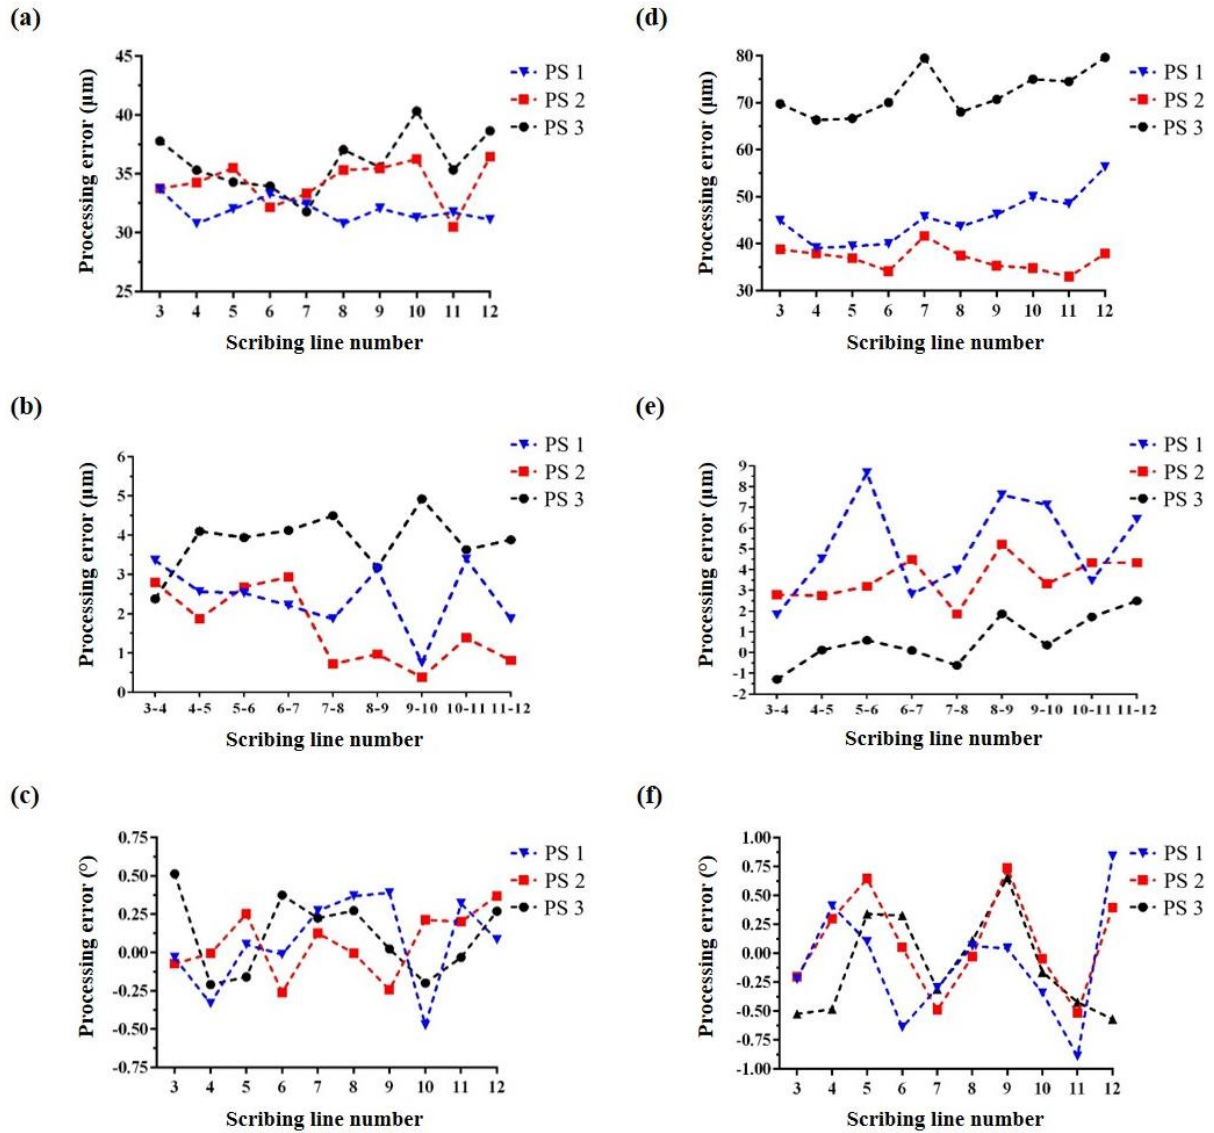 (a)
45
40
35
30
25
Processing error (µm)
3 4 5 6 7 8 9 10 11 12
Scribing line number
PS 1
PS 2
PS 3
(d)
80
70
60
50
40
30
Processing error (µm)
3 4 5 6 7 8 9 10 11 12
Scribing line number
PS 1
PS 2
PS 3
(b)
6
5
4
3
2
1
0
Processing error (µm)
3-4 4-5 5-6 6-7 7-8 8-9 9-10 10-11 11-12
Scribing line number
PS 1
PS 2
PS 3
(e)
9
8
7
6
5
4
3
2
1
0
-1
-2
Processing error (µm)
3-4 4-5 5-6 6-7 7-8 8-9 9-10 10-11 11-12
Scribing line number
PS 1
PS 2
PS 3
(c)
0.75
0.50
0.25
0.00
-0.25
-0.50
-0.75
Processing error (°)
3 4 5 6 7 8 9 10 11 12
Scribing line number
PS 1
PS 2
PS 3
(f)
1.00
0.75
0.50
0.25
0.00
-0.25
-0.50
-0.75
-1.00
Processing error (°)
3 4 5 6 7 8 9 10 11 12
Scribing line number
PS 1
PS 2
PS 3